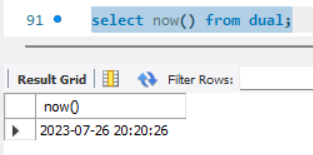 91 select now() from dual;
Result Grid Filter Rows:
now()
2023-07-26 20:20:26